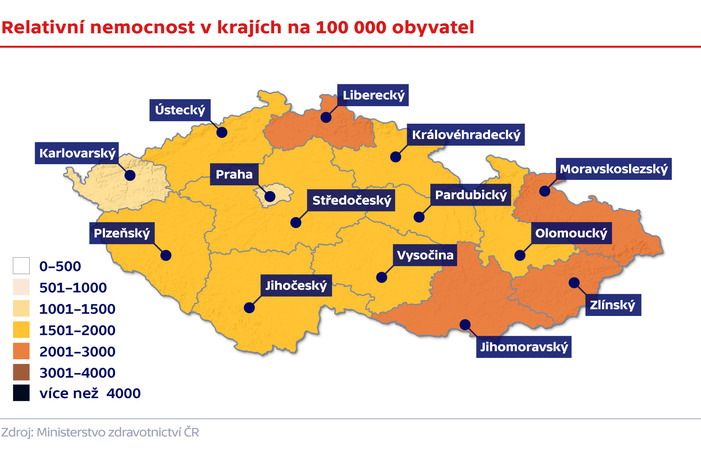 Relativní nemocnost v krajích na 100 000 obyvatel
Liberecký
Ústecký
Královéhradecký
Karlovarský
Praha
Moravskoslezský
Středočeský
Pardubický
Plzeňský
Olomoucký
Vysočina
Jihočeský
Zlínský
Jihomoravský
0–500
501–1000
1001–1500
1501–2000
2001–3000
3001–4000
více než 4000
Zdroj: Ministerstvo zdravotnictví ČR